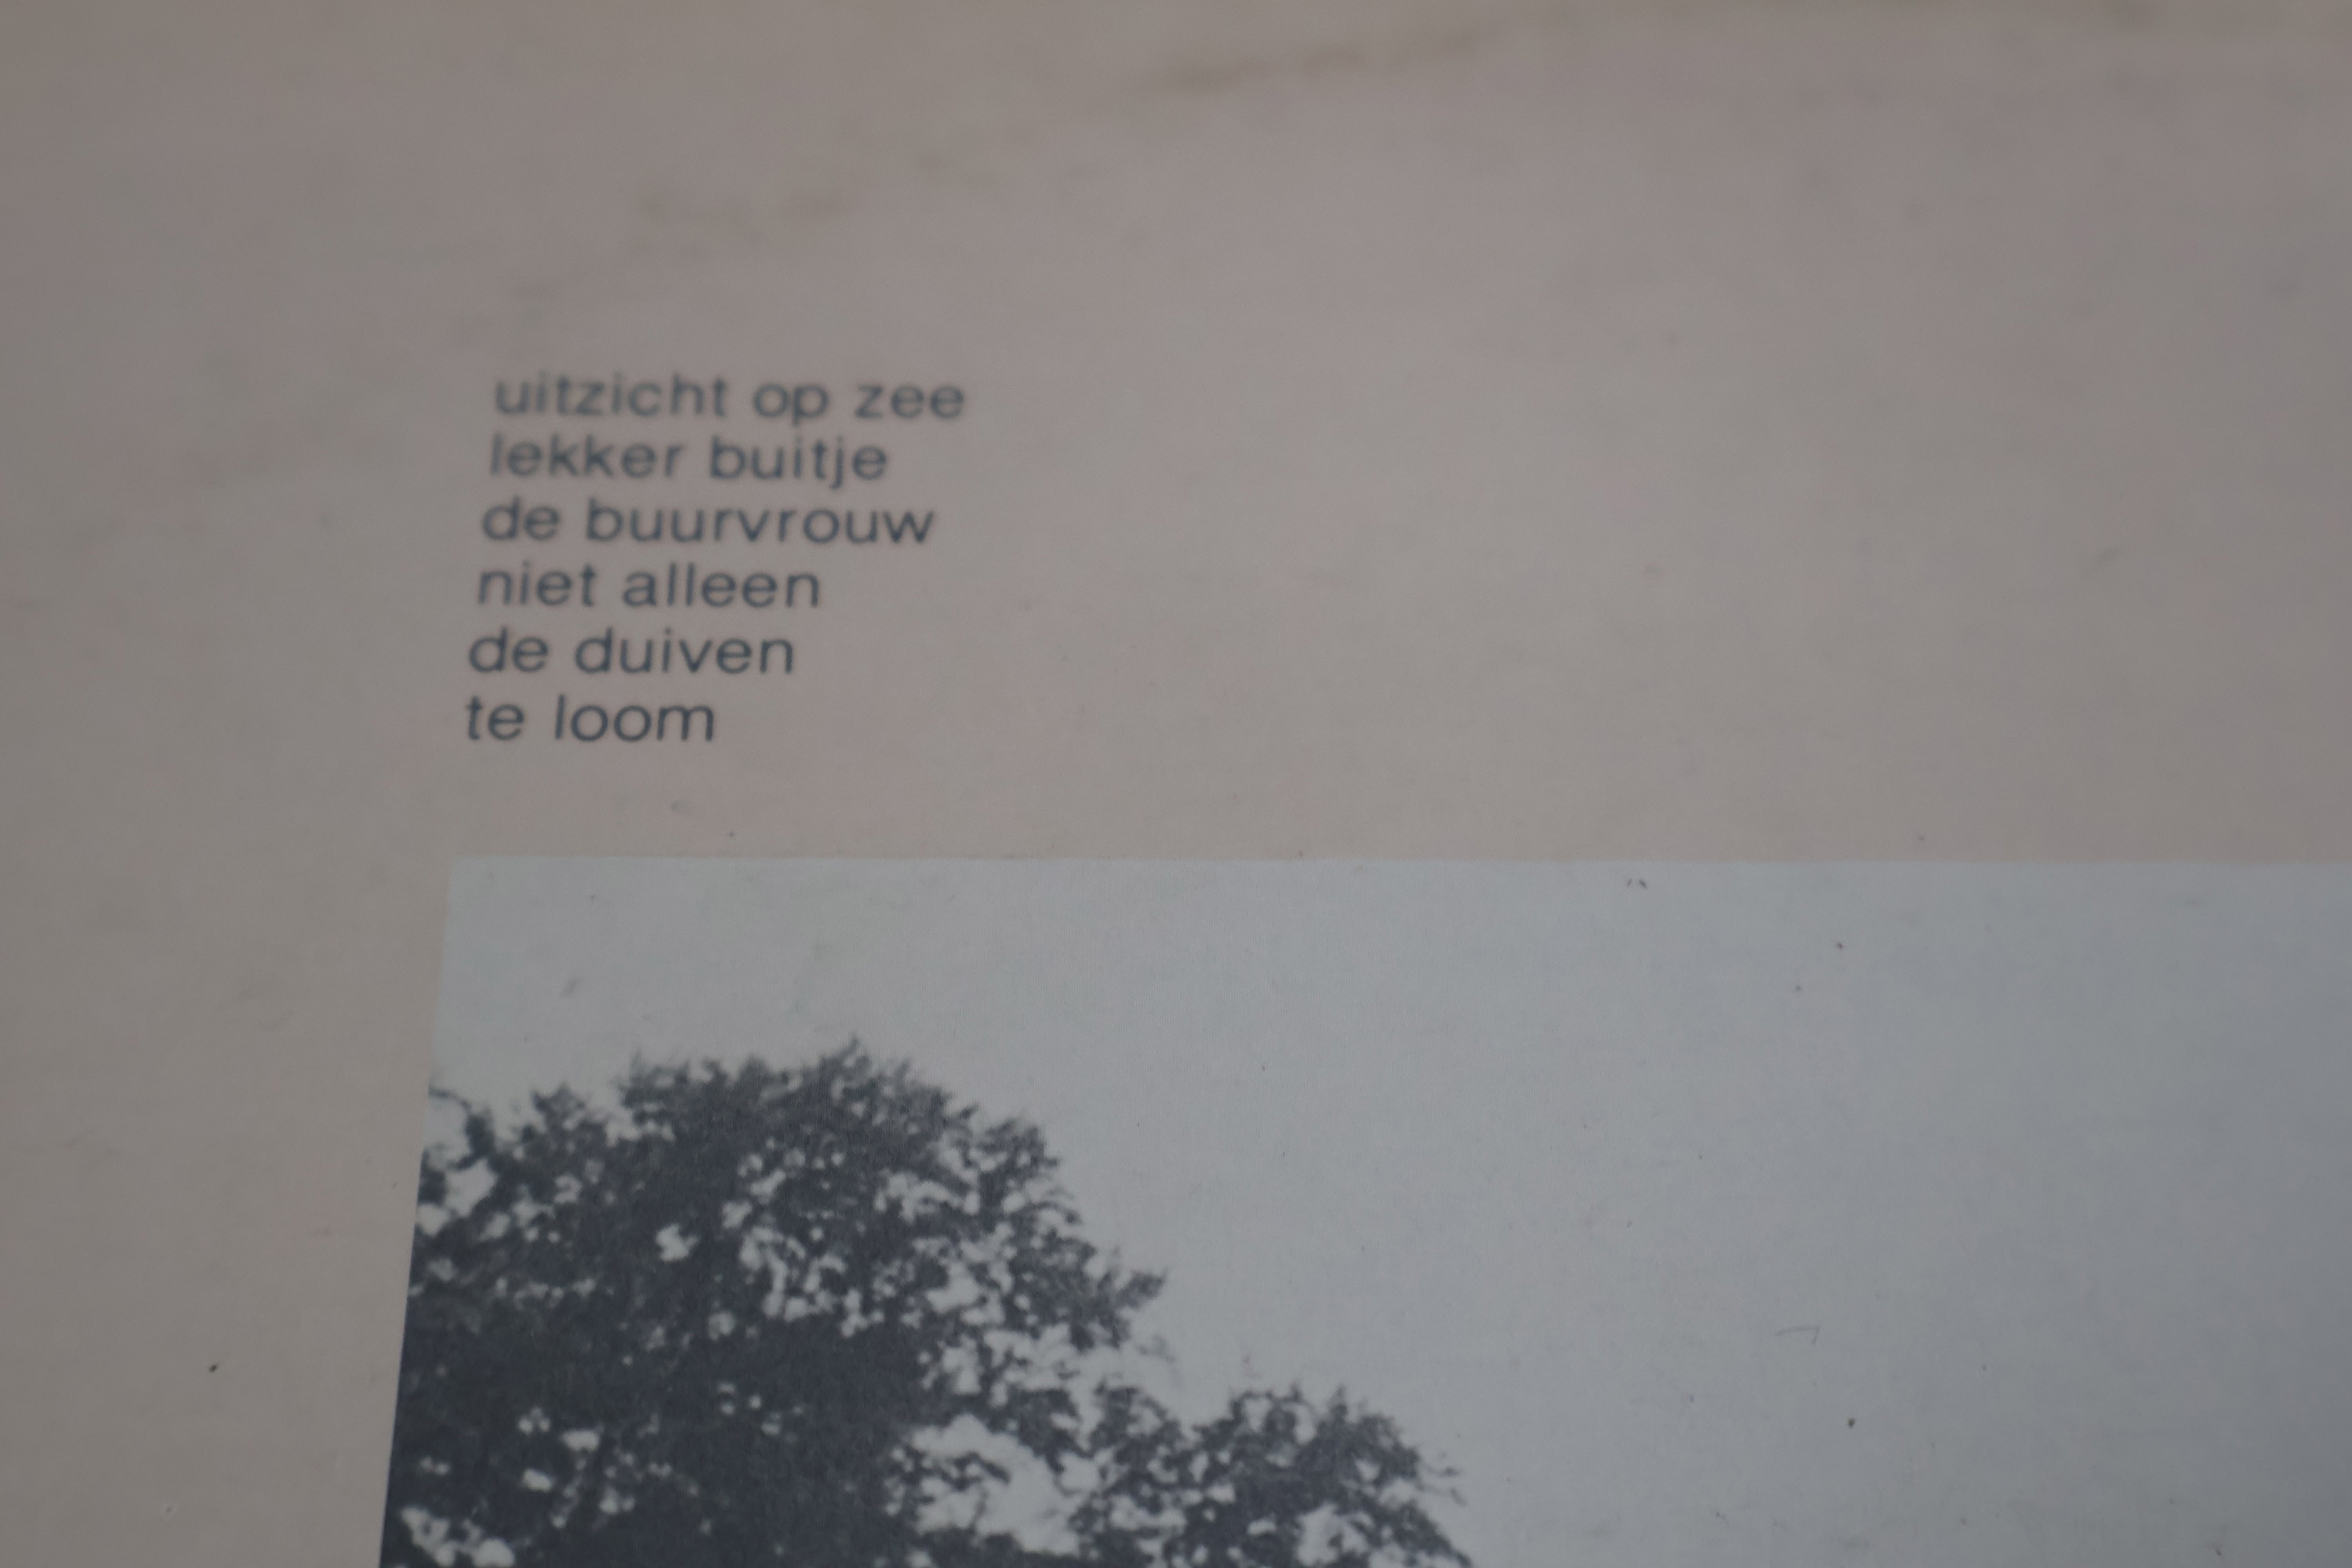 uitzicht op zee
lekker buitje
de buurvrouw
niet alleen
de duiven
te loom